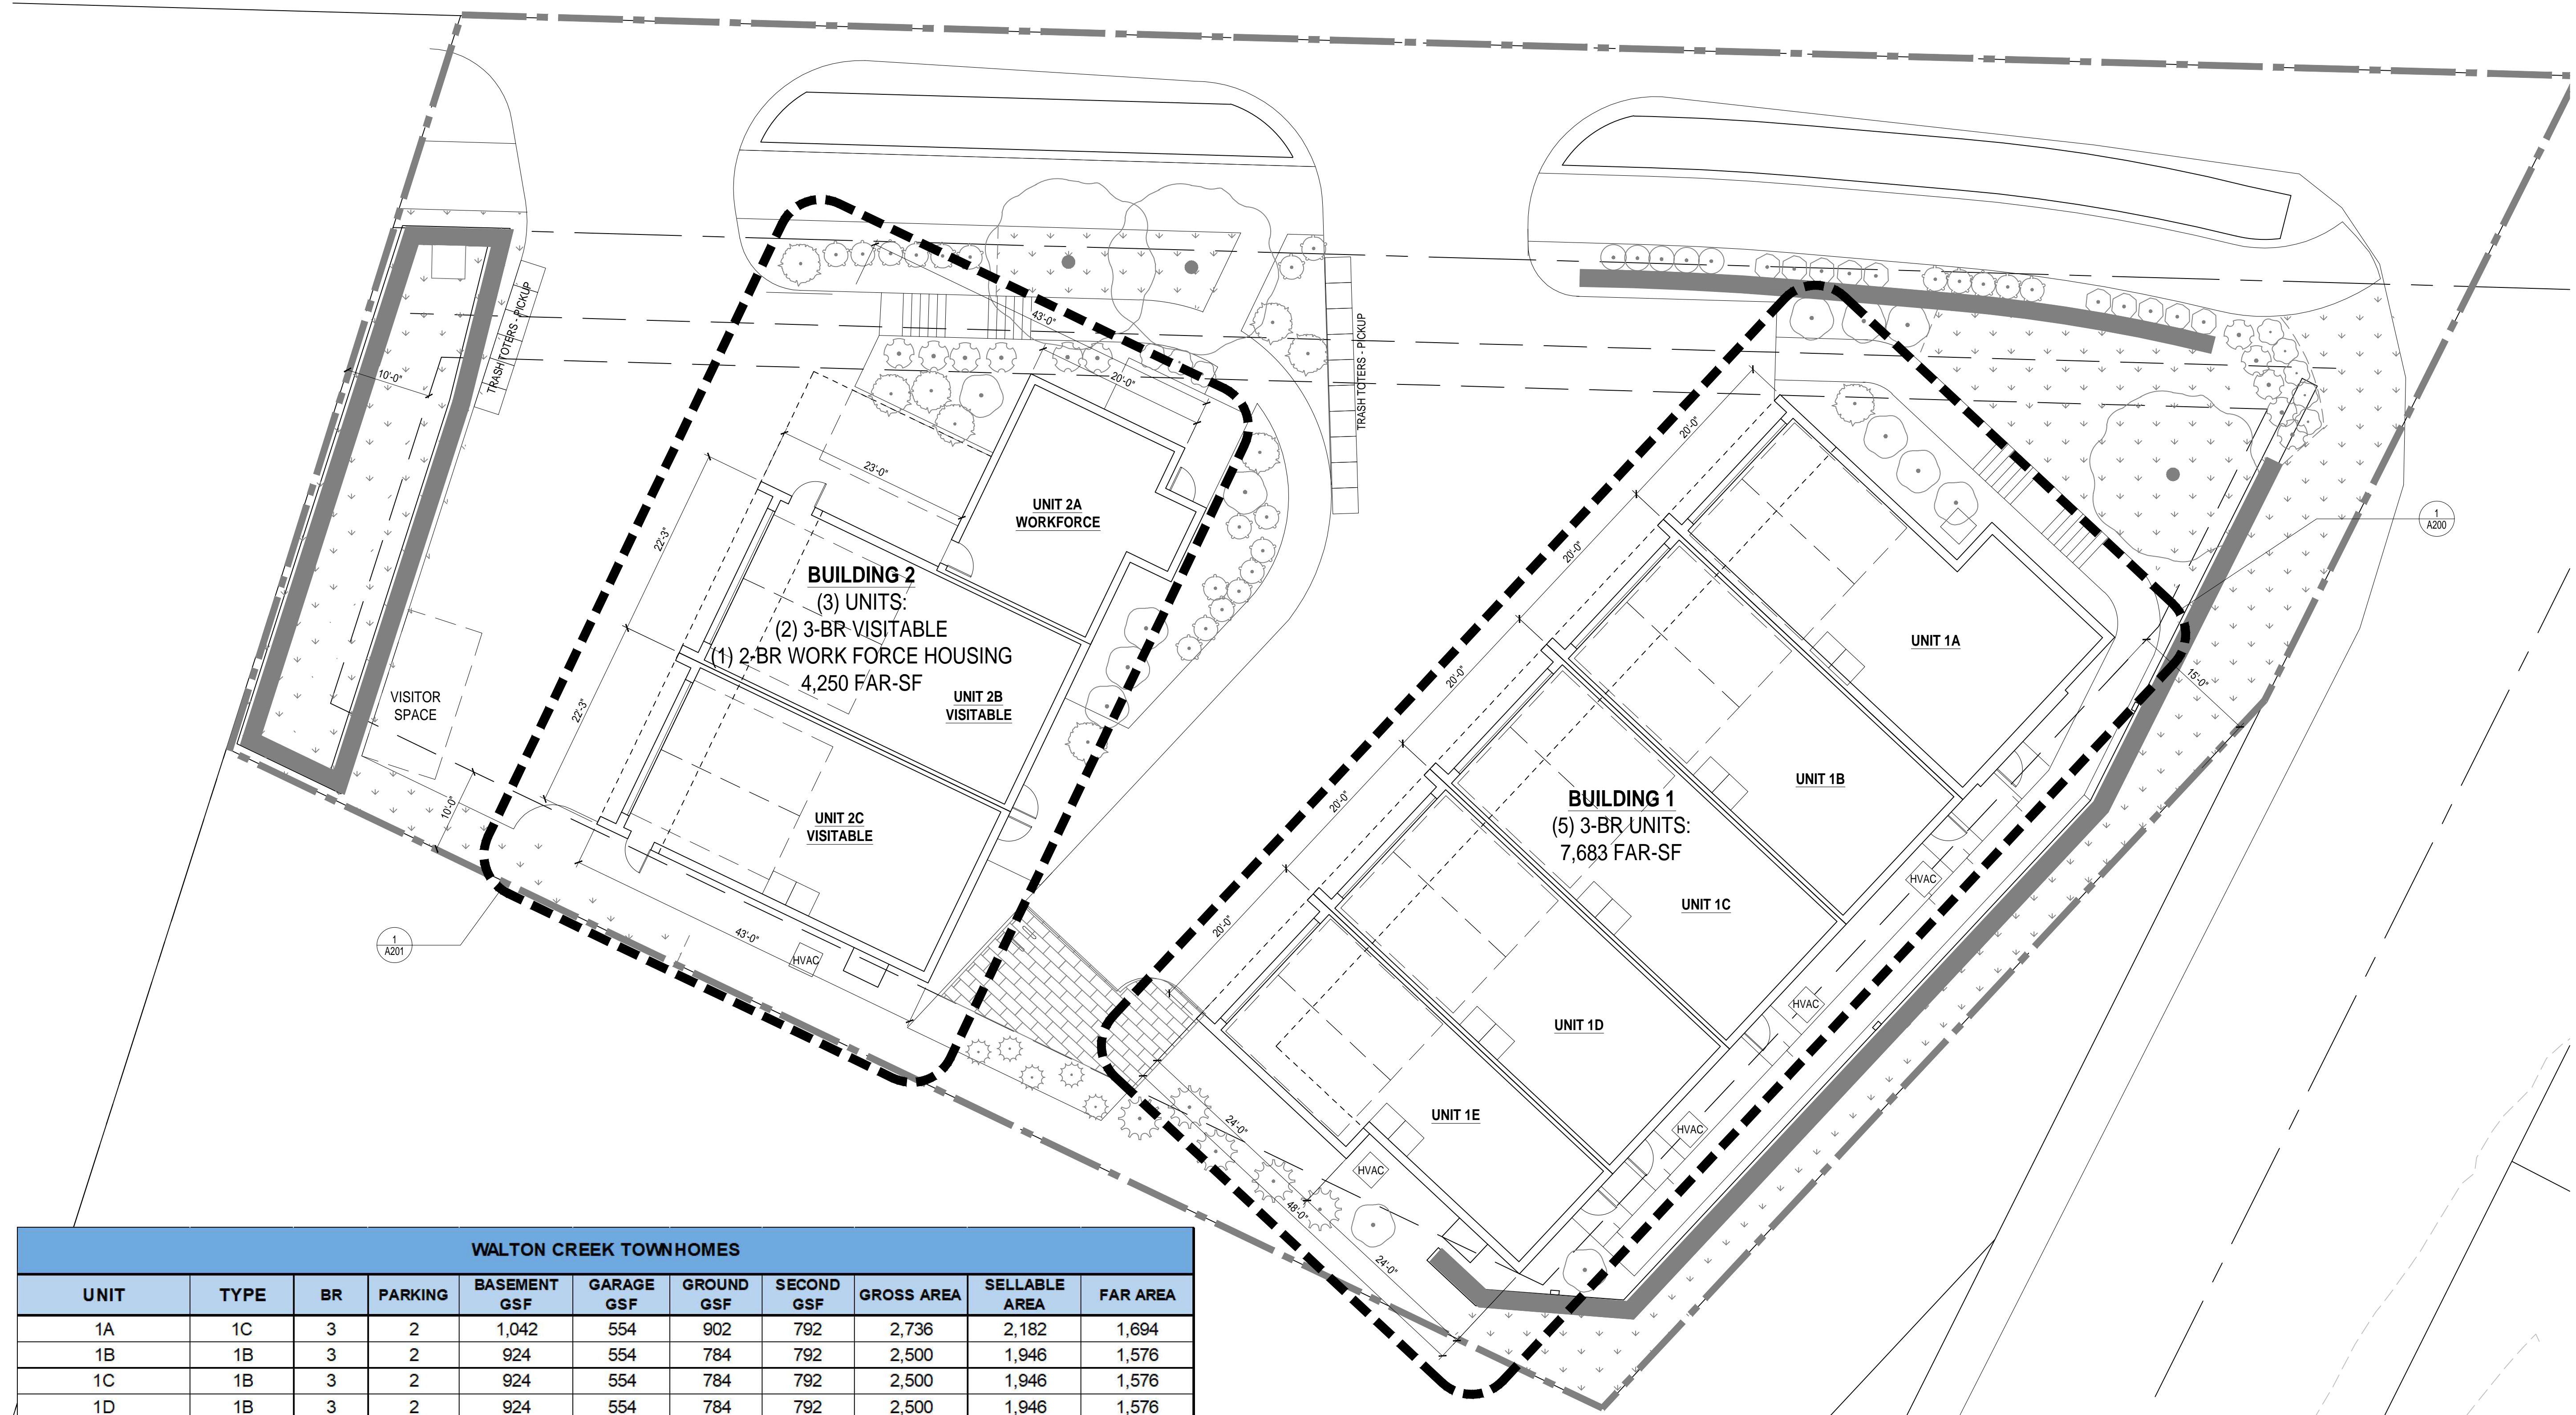 43'-0"
20'-0"
23'-0"
10'-0"
TRASH TOTERS - PICKUP
TRASH TOTERS - PICKUP
UNIT 2A
WORKFORCE
22'-3"
BUILDING 2
(3) UNITS:
(2) 3-BR VISITABLE
(1) 2-BR WORK FORCE HOUSING
4,250 FAR-SF
UNIT 2B
VISITABLE
22'-3"
VISITOR
SPACE
UNIT 2C
VISITABLE
10'-0"
43'-0"
HVAC
1
A201
20'-0"
20'-0"
20'-0"
20'-0"
20'-0"
1
A200
UNIT 1A
15'-0"
UNIT 1B
BUILDING 1
(5) 3-BR UNITS:
7,683 FAR-SF
HVAC
UNIT 1C
HVAC
UNIT 1D
HVAC
UNIT 1E
HVAC
24'-0"
48'-0"
24'-0"
WALTON CREEK TOWNHOMES
UNIT TYPE BR PARKING BASEMENT GSF GARAGE GSF GROUND GSF SECOND GSF GROSS AREA SELLABLE AREA FAR AREA
1A 1C 3 2 1,042 554 902 792 2,736 2,182 1,694
1B 1B 3 2 924 554 784 792 2,500 1,946 1,576
1C 1B 3 2 924 554 784 792 2,500 1,946 1,576
1D 1B 3 2 924 554 784 792 2,500 1,946 1,576